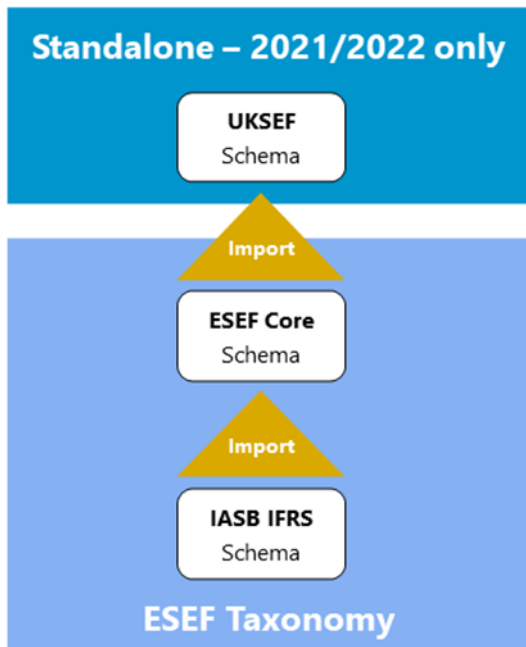 Standalone – 2021/2022 only
UKSEF
Schema
Import
ESEF Core
Schema
Import
IASB IFRS
Schema
ESEF Taxonomy